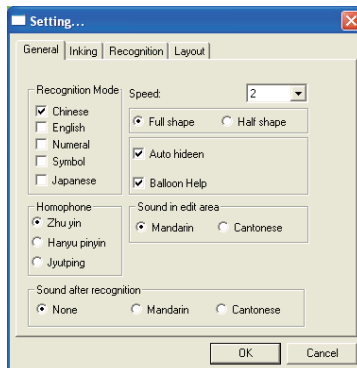 Setting...
General Inking Recognition Layout
Recognition Mode
Chinese
English
Numeral
Symbol
Japanese
Speed: 2
Full shape Half shape
Auto hideen
Balloon Help
Homophone
Zhu yin
Hanyu pinyin
Jyutping
Sound in edit area
Mandarin Cantonese
Sound after recognition
None Mandarin Cantonese
OK Cancel